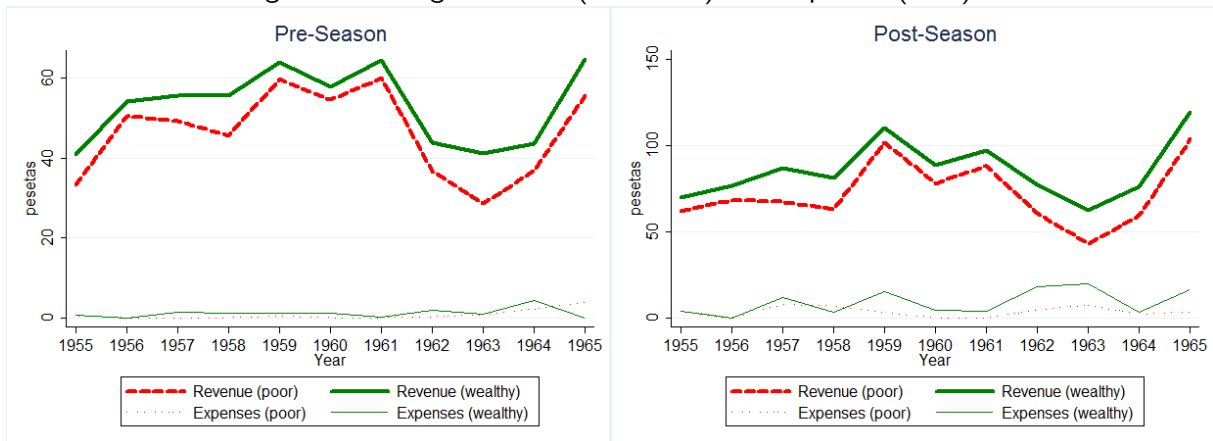 Pre-Season
60
40
20
0
pesetas
1955 1956 1957 1958 1959 1960 1961 1962 1963 1964 1965
Year
Revenue (poor) Revenue (wealthy)
Expenses (poor) Expenses (wealthy)
Post-Season
150
100
50
0
pesetas
1955 1956 1957 1958 1959 1960 1961 1962 1963 1964 1965
Year
Revenue (poor) Revenue (wealthy)
Expenses (poor) Expenses (wealthy)